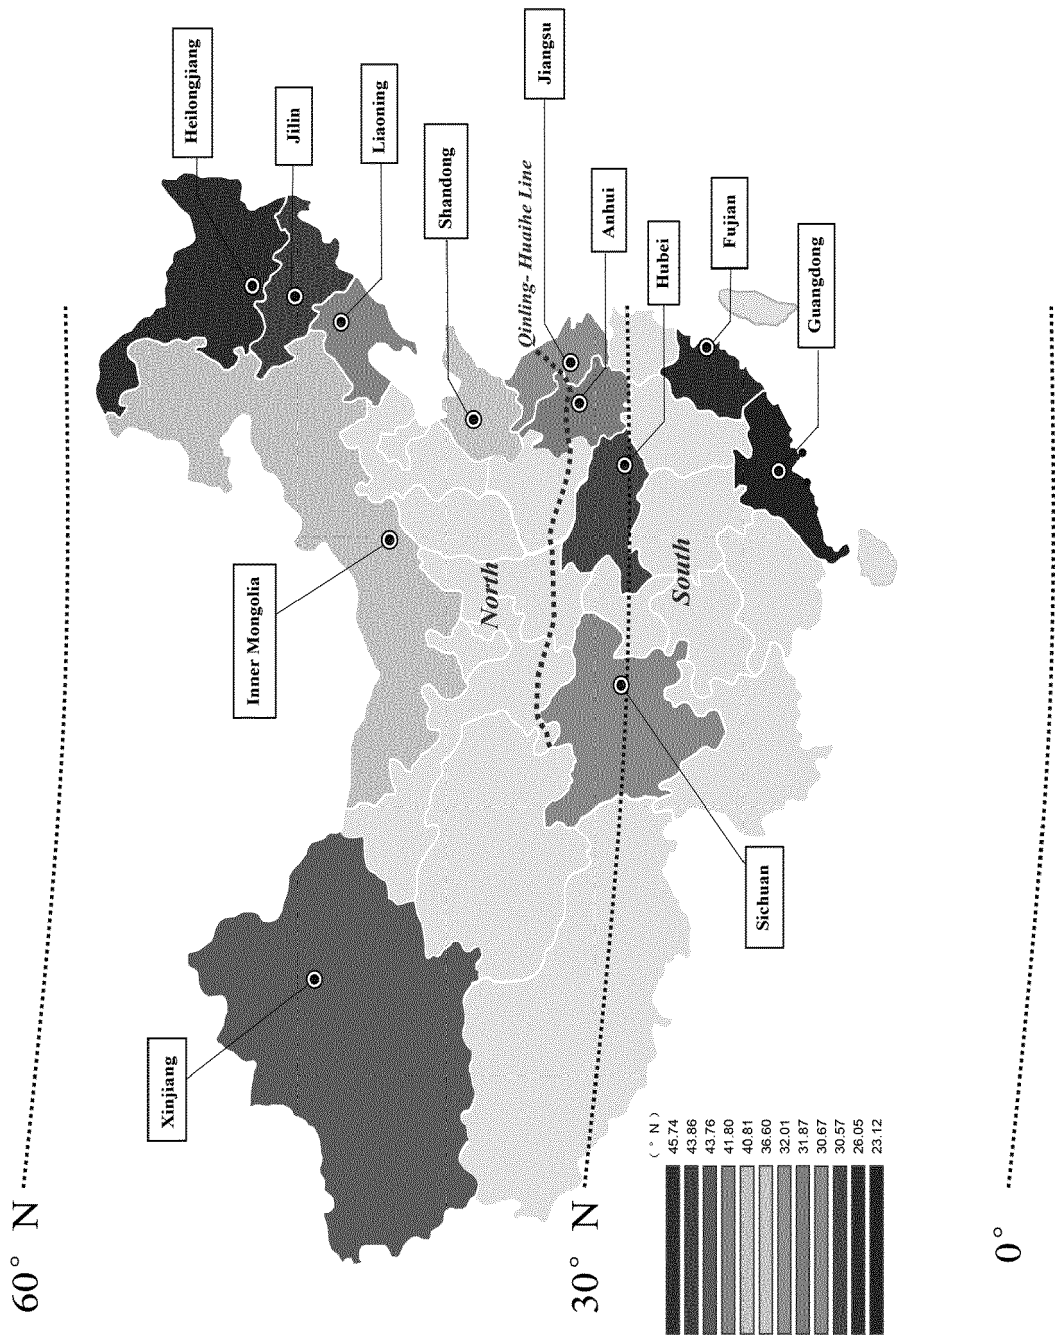 60° N
30° N
0°
Heilongjiang
Jilin
Liaoning
Shandong
Jiangsu
Qinling- Huaihe Line
Anhui
Hubei
Fujian
Guangdong
Inner Mongolia
North
South
Sichuan
Xinjiang
( ° N )
45.74
43.86
43.76
41.80
40.81
36.60
32.01
31.87
30.67
30.57
26.05
23.12